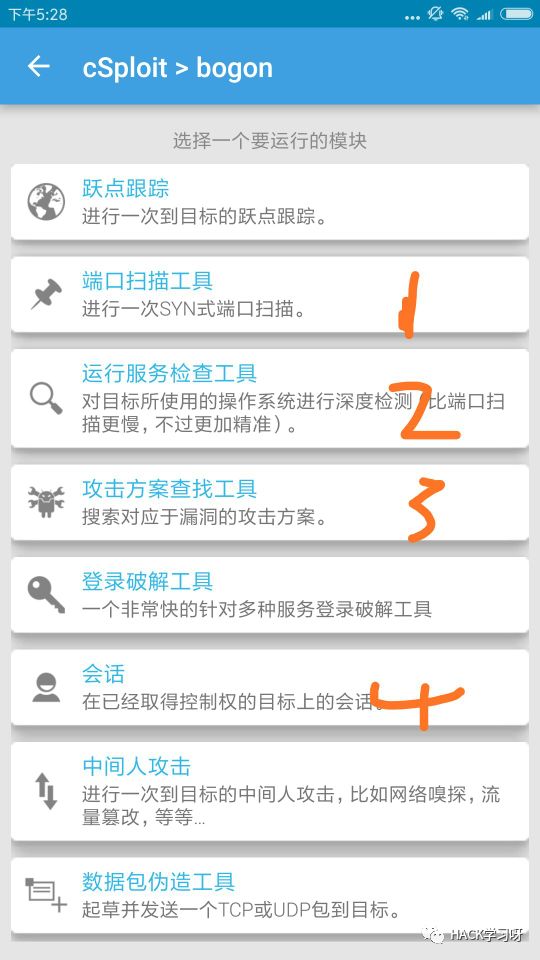 下午5:28
cSploit > bogon
选择一个要运行的模块
跃点跟踪
进行一次到目标的跃点跟踪。
端口扫描工具
进行一次SYN式端口扫描。
1
运行服务检查工具
对目标所使用的操作系统进行深度检测（比端口扫
描更慢，不过更加精准）。
2
攻击方案查找工具
搜索对应于漏洞的攻击方案。
3
登录破解工具
一个非常快的针对多种服务登录破解工具
会话
在已经取得控制权的目标上的会话。
4
中间人攻击
进行一次到目标的中间人攻击，比如网络嗅探，流
量篡改，等等...
数据包伪造工具
起草并发送一个TCP或UDP包到目标。
HACK学习呀